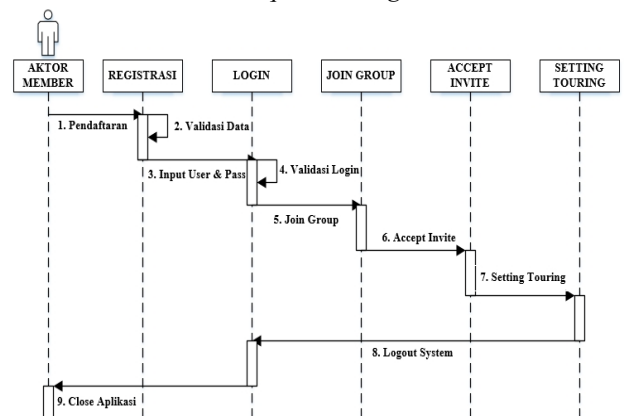 AKTOR
MEMBER
REGISTRASI
LOGIN
JOIN GROUP
ACCEPT
INVITE
SETTING
TOURING
1. Pendaftaran
2. Validasi Data
3. Input User & Pass
4. Validasi Login
5. Join Group
6. Accept Invite
7. Setting Touring
8. Logout System
9. Close Aplikasi